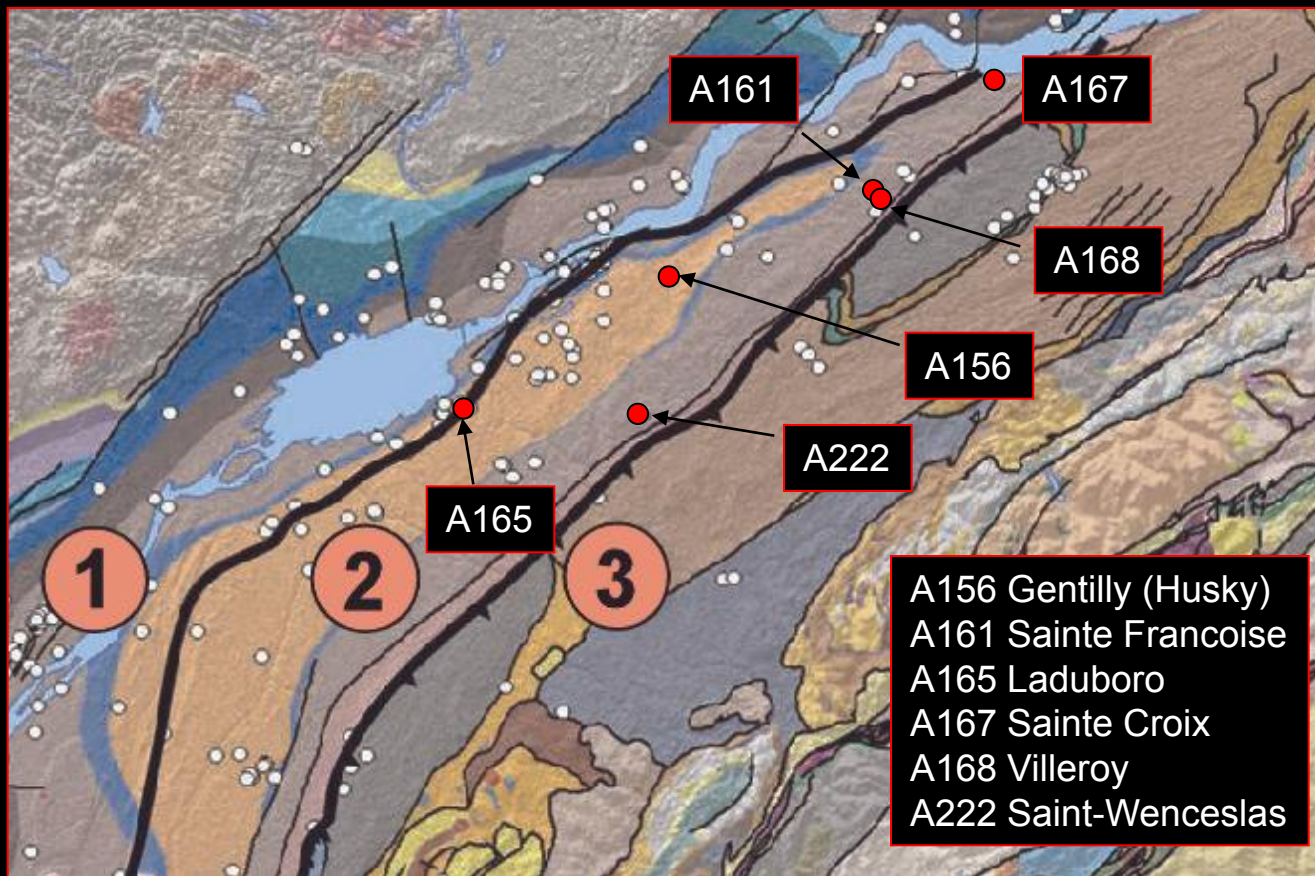 A161
A167
A168
A156
A222
A165
1
2
3
A156 Gentilly (Husky)
A161 Sainte Francoise
A165 Laduboro
A167 Sainte Croix
A168 Villeroy
A222 Saint-Wenceslas